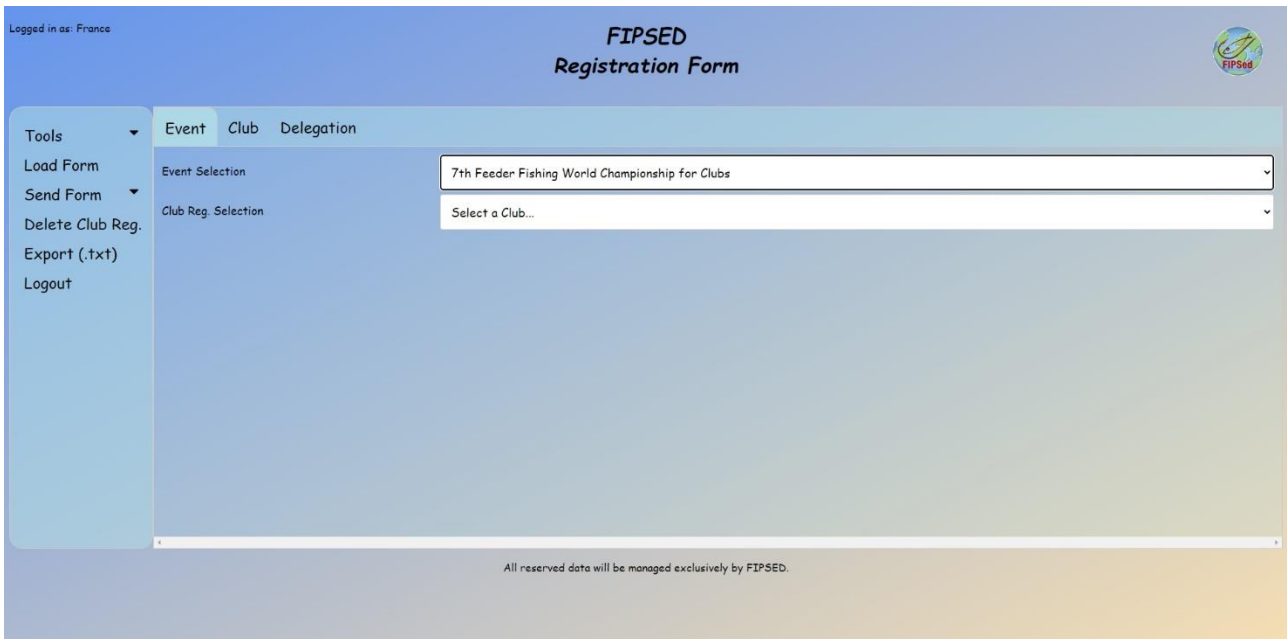 Logged in as: France
FIPSED
Registration Form
FIPSed
Tools
Load Form
Send Form
Delete Club Reg.
Export (.txt)
Logout
Event Club Delegation
Event Selection
7th Feeder Fishing World Championship for Clubs
Club Reg. Selection
Select a Club...
All reserved data will be managed exclusively by FIPSED.